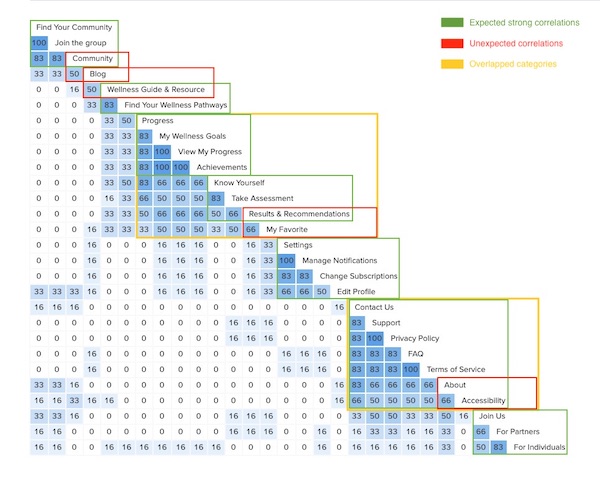 Find Your Community
100 Join the group
83 83 Community
33 33 50 Blog
0 0 16 50 Wellness Guide & Resource
0 0 0 33 83 Find Your Wellness Pathways
0 0 0 0 33 50 Progress
0 0 0 0 33 33 83 My Wellness Goals
0 0 0 0 33 33 83 100 View My Progress
0 0 0 0 33 33 83 100 100 Achievements
0 0 0 0 33 50 83 66 66 66 Know Yourself
0 0 0 0 16 33 66 50 50 50 83 Take Assessment
0 0 0 0 33 33 50 66 66 66 50 66 Results & Recommendations
0 0 0 16 33 33 33 50 50 50 33 50 66 My Favorite
0 0 0 16 0 0 0 16 16 16 0 0 16 33 Settings
0 0 0 16 0 0 0 16 16 16 0 0 16 33 100 Manage Notifications
0 0 0 16 0 0 0 16 16 16 0 0 16 33 83 83 Change Subscriptions
33 33 33 16 0 0 0 16 16 16 0 0 16 33 66 66 50 Edit Profile
16 16 16 0 0 0 0 0 0 0 0 0 0 0 0 0 0 16 Contact Us
0 0 0 0 0 0 0 0 0 0 0 16 16 16 0 0 0 0 83 Support
0 0 0 0 0 0 0 0 0 0 0 16 16 16 0 0 0 0 83 100 Privacy Policy
0 0 0 16 0 0 0 0 0 0 0 0 0 0 16 16 16 0 83 83 83 FAQ
0 0 0 16 0 0 0 0 0 0 0 0 0 0 16 16 16 0 83 83 83 100 Terms of Service
33 33 16 0 0 0 0 0 0 0 0 0 0 0 0 0 0 16 83 66 66 66 66 About
16 16 33 16 16 0 0 0 0 0 0 0 0 0 0 0 0 16 66 50 50 50 50 66 Accessibility
33 33 16 0 0 0 0 0 0 0 0 16 16 16 0 0 0 0 33 50 50 33 33 50 16 Join Us
16 16 0 0 0 0 0 0 0 0 0 16 16 16 0 0 16 0 16 33 33 16 16 33 0 66 For Partners
16 16 0 0 16 16 16 16 16 16 16 0 0 0 0 0 16 0 16 16 16 16 16 16 0 50 83 For Individuals
Expected strong correlations
Unexpected correlations
Overlapped categories